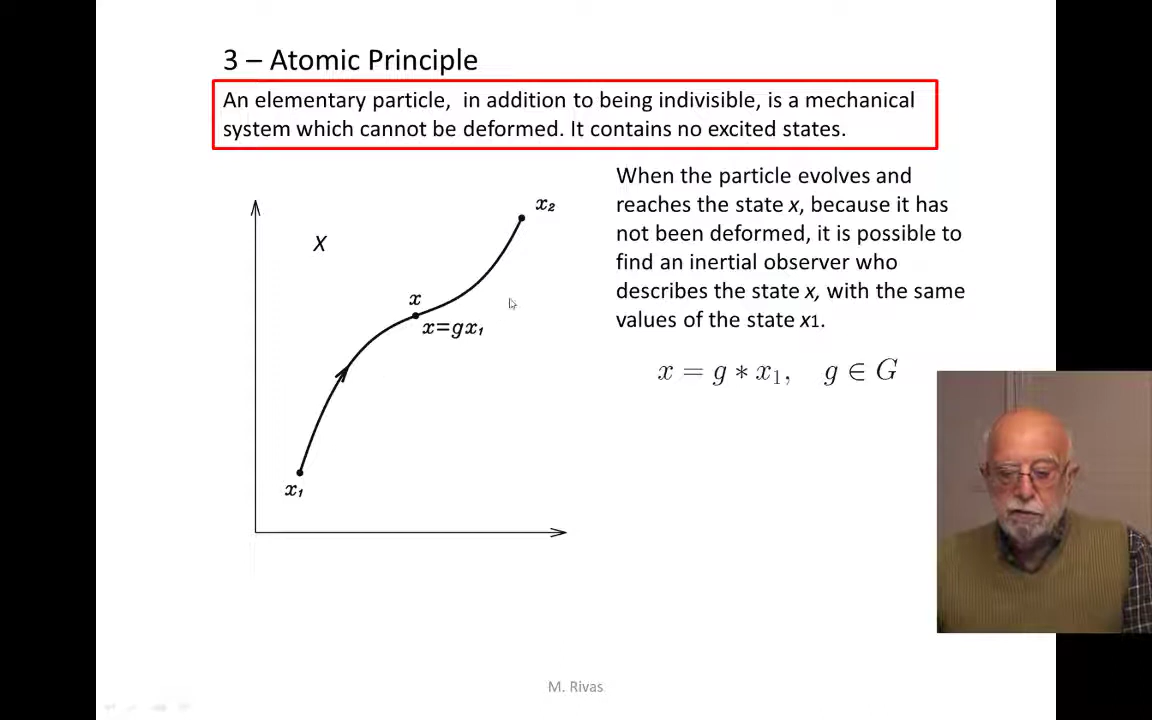 3 – Atomic Principle
An elementary particle, in addition to being indivisible, is a mechanical
system which cannot be deformed. It contains no excited states.
When the particle evolves and
reaches the state x, because it has
not been deformed, it is possible to
find an inertial observer who
describes the state x, with the same
values of the state x1.
x = g ∗ x₁, g ∈ G
x₂
X
x
x=gx₁
x₁
M. Rivas